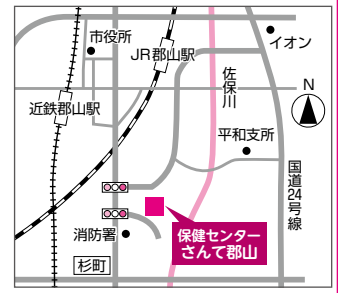 市役所
JR郡山駅
イオン
佐保川
N
近鉄郡山駅
平和支所
国道24号線
消防署
保健センター
さんて郡山
杉町